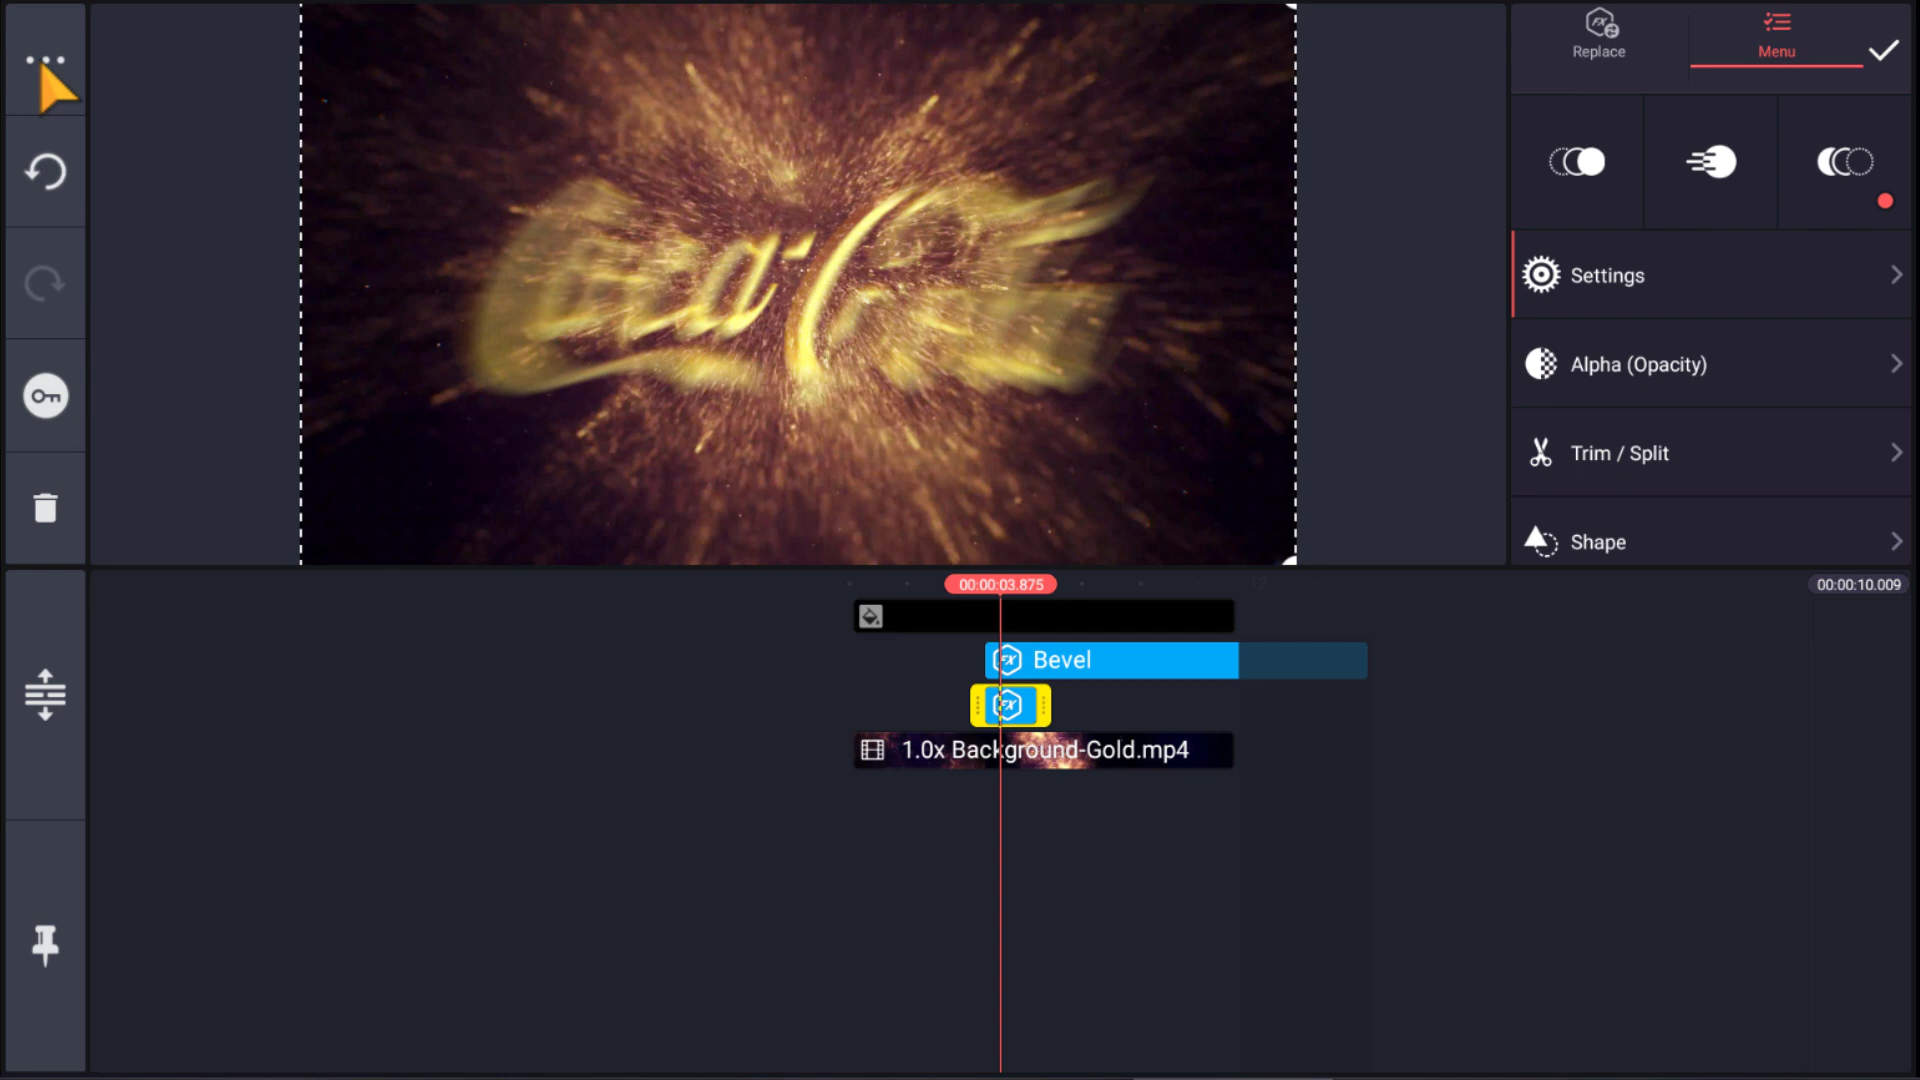 Replace
Menu
Settings
Alpha (Opacity)
Trim / Split
Shape
00:00:03.875
12
00:00:10.009
Bevel
1.0x Background-Gold.mp4